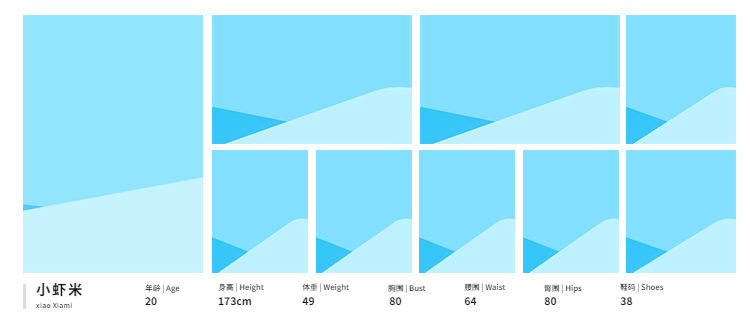 小虾米
xiao Xiami
年龄 | Age
20
身高 | Height
173cm
体重 | Weight
49
胸围 | Bust
80
腰围 | Waist
64
臀围 | Hips
80
鞋码 | Shoes
38